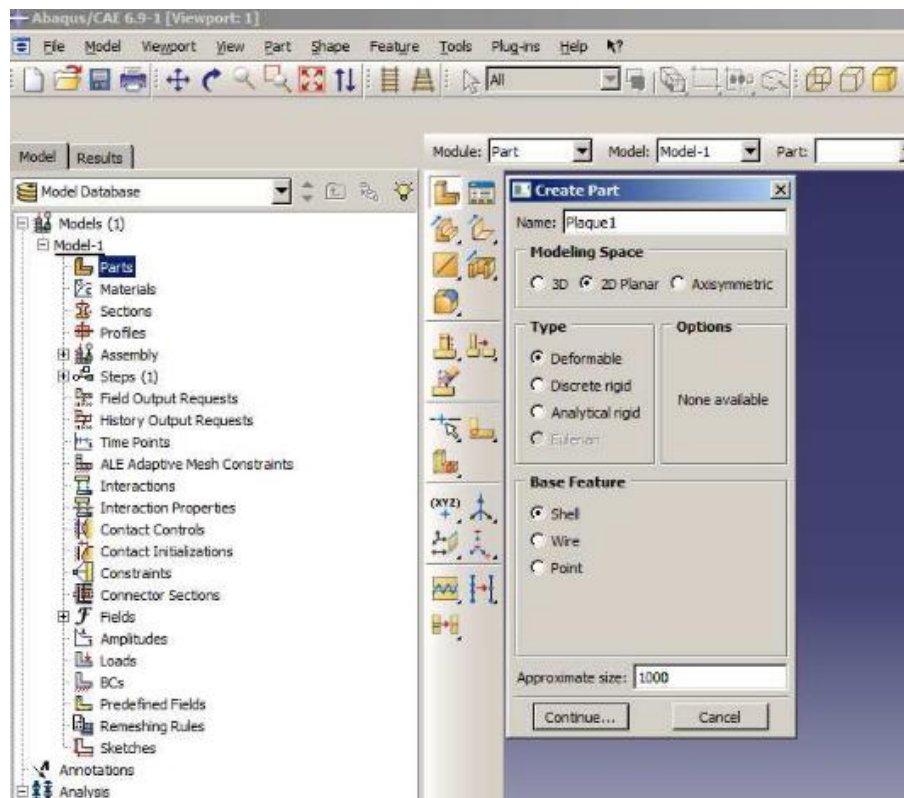 Abaqus/CAE 6.9-1 [Viewport: 1]
File Model Viewport View Part Shape Feature Tools Plug-ins Help
All
Model Results
Module: Part Model: Model-1 Part:
Model Database
Models (1)
Model-1
Parts
Materials
Sections
Profiles
Assembly
Steps (1)
Field Output Requests
History Output Requests
Time Points
ALE Adaptive Mesh Constraints
Interactions
Interaction Properties
Contact Controls
Contact Initializations
Constraints
Connector Sections
Fields
Amplitudes
Loads
BCs
Predefined Fields
Remeshing Rules
Sketches
Annotations
Analysis
(XYZ)
Create Part
Name: Plaque1
Modeling Space
3D 2D Planar Axisymmetric
Type Options
Deformable
Discrete rigid
Analytical rigid
Eulerian
None available
Base Feature
Shell
Wire
Point
Approximate size: 1000
Continue... Cancel